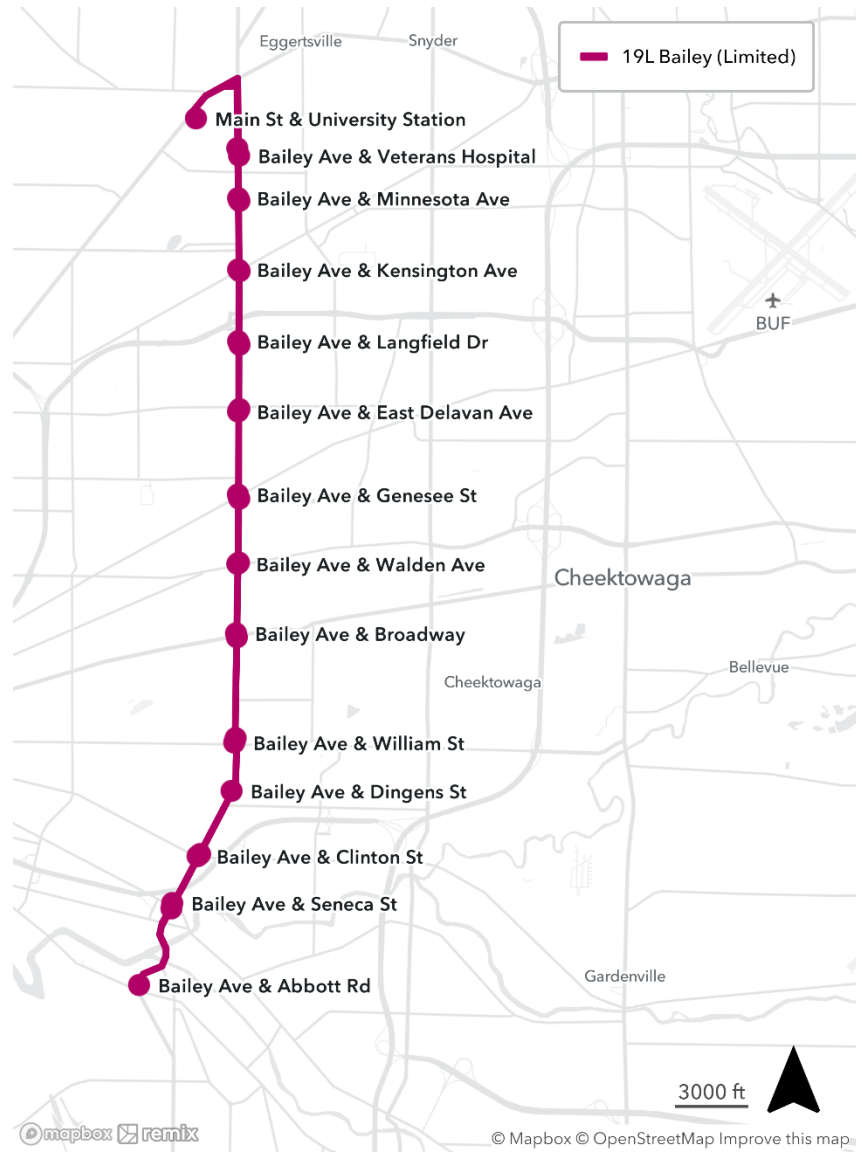 Eggertsville
Snyder
19L Bailey (Limited)
Main St & University Station
Bailey Ave & Veterans Hospital
Bailey Ave & Minnesota Ave
Bailey Ave & Kensington Ave
BUF
Bailey Ave & Langfield Dr
Bailey Ave & East Delavan Ave
Bailey Ave & Genesee St
Bailey Ave & Walden Ave
Cheektowaga
Bailey Ave & Broadway
Bellevue
Cheektowaga
Bailey Ave & William St
Bailey Ave & Dingens St
Bailey Ave & Clinton St
Bailey Ave & Seneca St
Gardenville
Bailey Ave & Abbott Rd
3000 ft
mapbox remix
© Mapbox © OpenStreetMap Improve this map